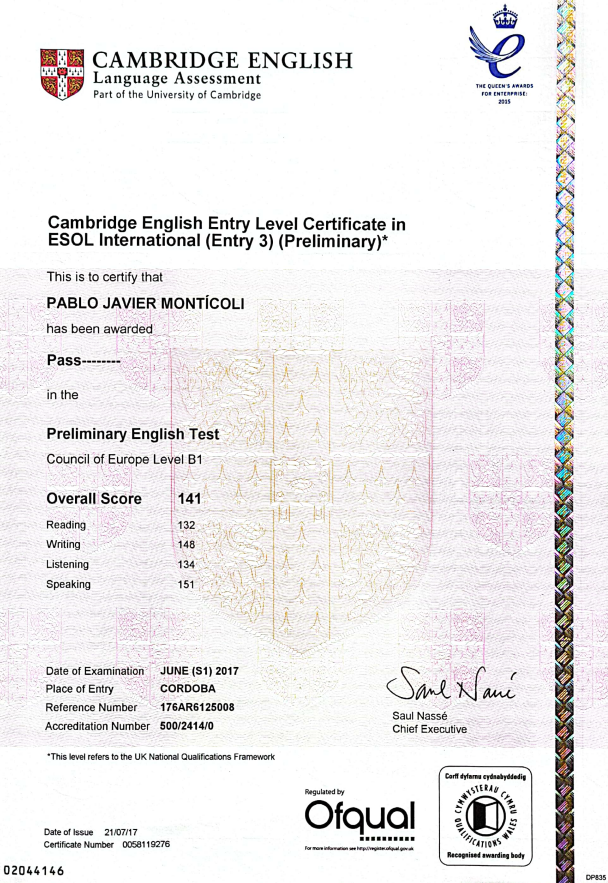 CAMBRIDGE ENGLISH
Language Assessment
Part of the University of Cambridge
THE QUEEN'S AWARDS
FOR ENTERPRISE:
2015
Cambridge English Entry Level Certificate in
ESOL International (Entry 3) (Preliminary)*
This is to certify that
PABLO JAVIER MONTÍCOLI
has been awarded
Pass--------
in the
Preliminary English Test
Council of Europe Level B1
Overall Score 141
Reading 132
Writing 148
Listening 134
Speaking 151
Date of Examination JUNE (S1) 2017
Place of Entry CORDOBA
Reference Number 176AR6125008
Accreditation Number 500/2414/0
Saul Nassé
Saul Nassé
Chief Executive
*This level refers to the UK National Qualifications Framework
Regulated by
Ofqual
For more information see http://register.ofqual.gov.uk
Corff dyfarnu cydnabyddedig
CYMWYSTERAU CYMRU
QUALIFICATIONS WALES
Recognised awarding body
Date of Issue 21/07/17
Certificate Number 0058119276
02044146
DP835